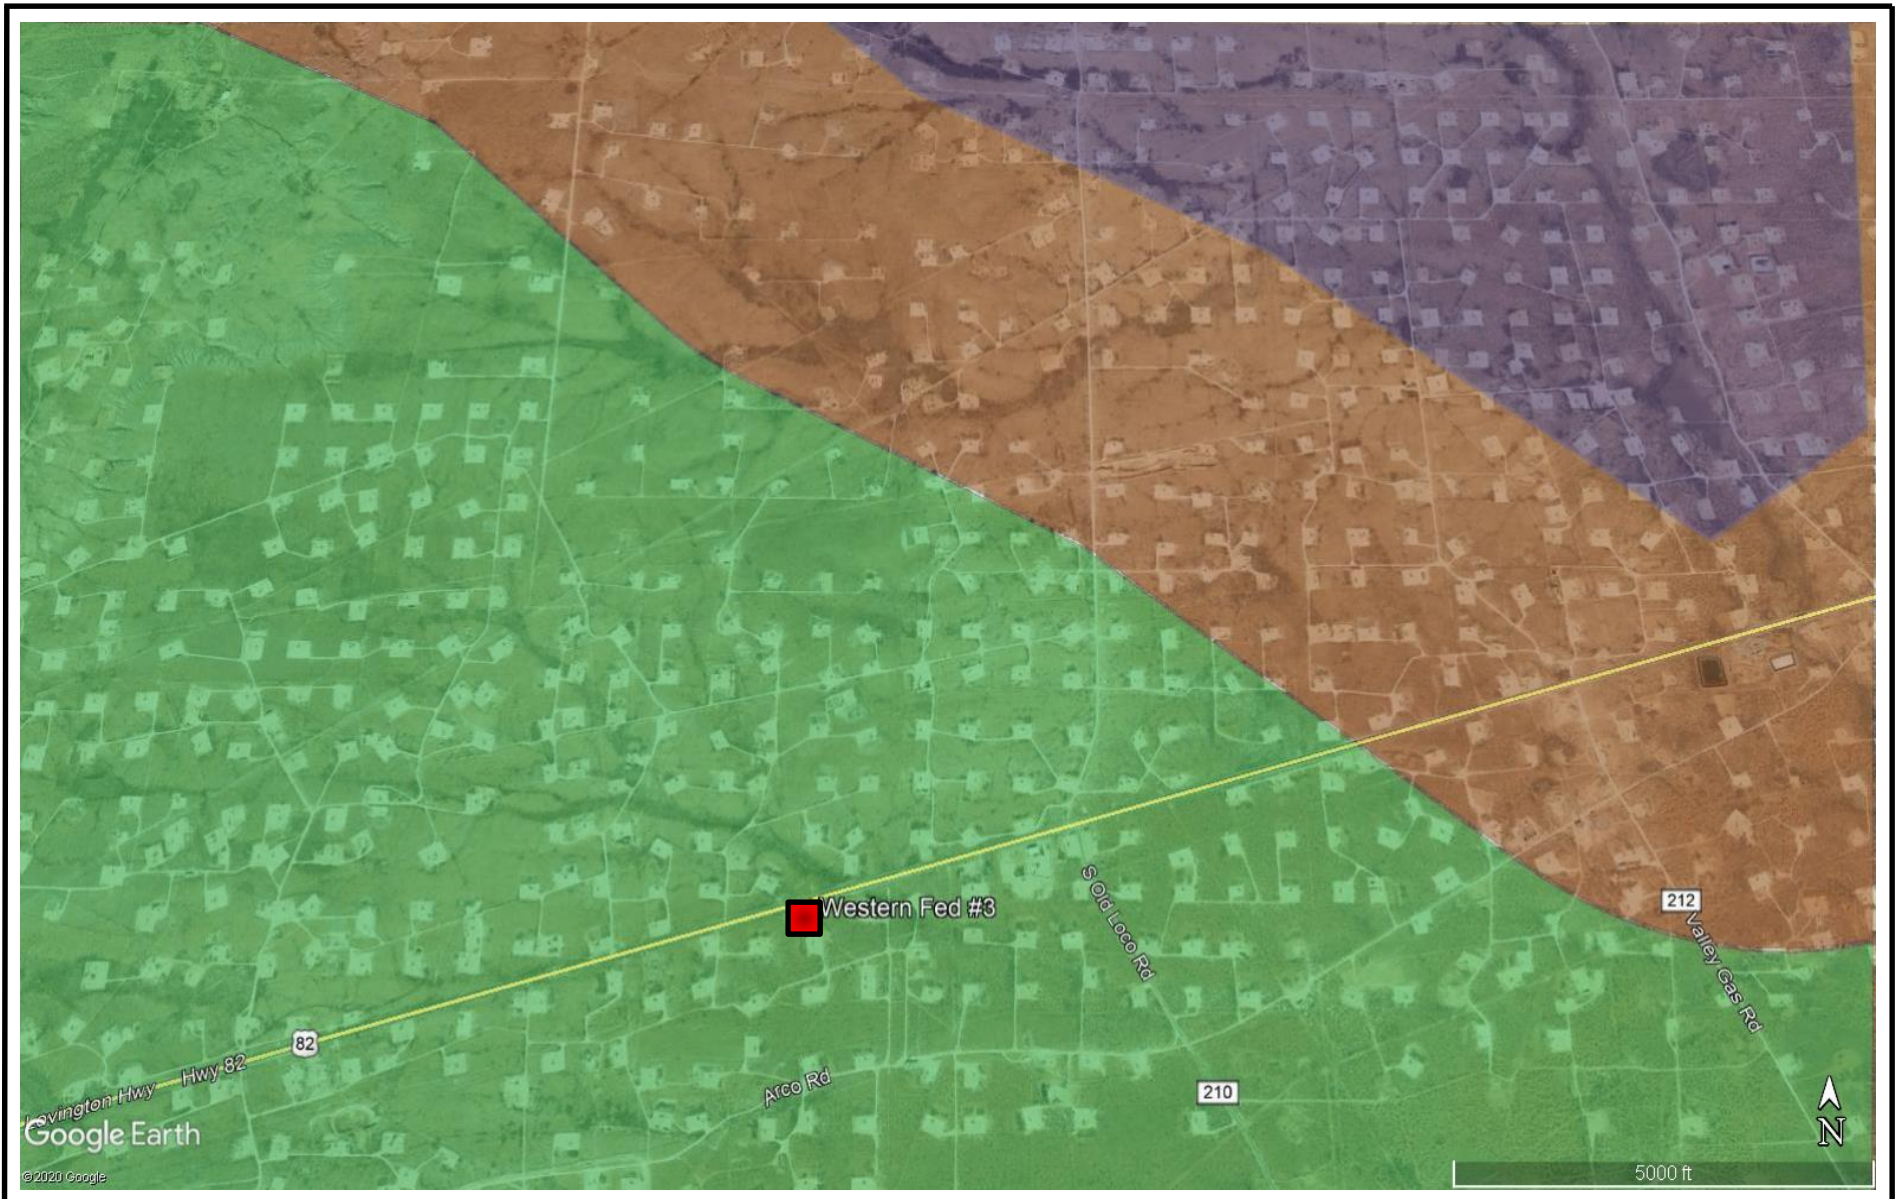 Western Fed #3
S Old Loco Rd
212
Valley Gas Rd
82
Hwy 82
Lovington Hwy
Arco Rd
210
N
Google Earth
©2020 Google
5000 ft